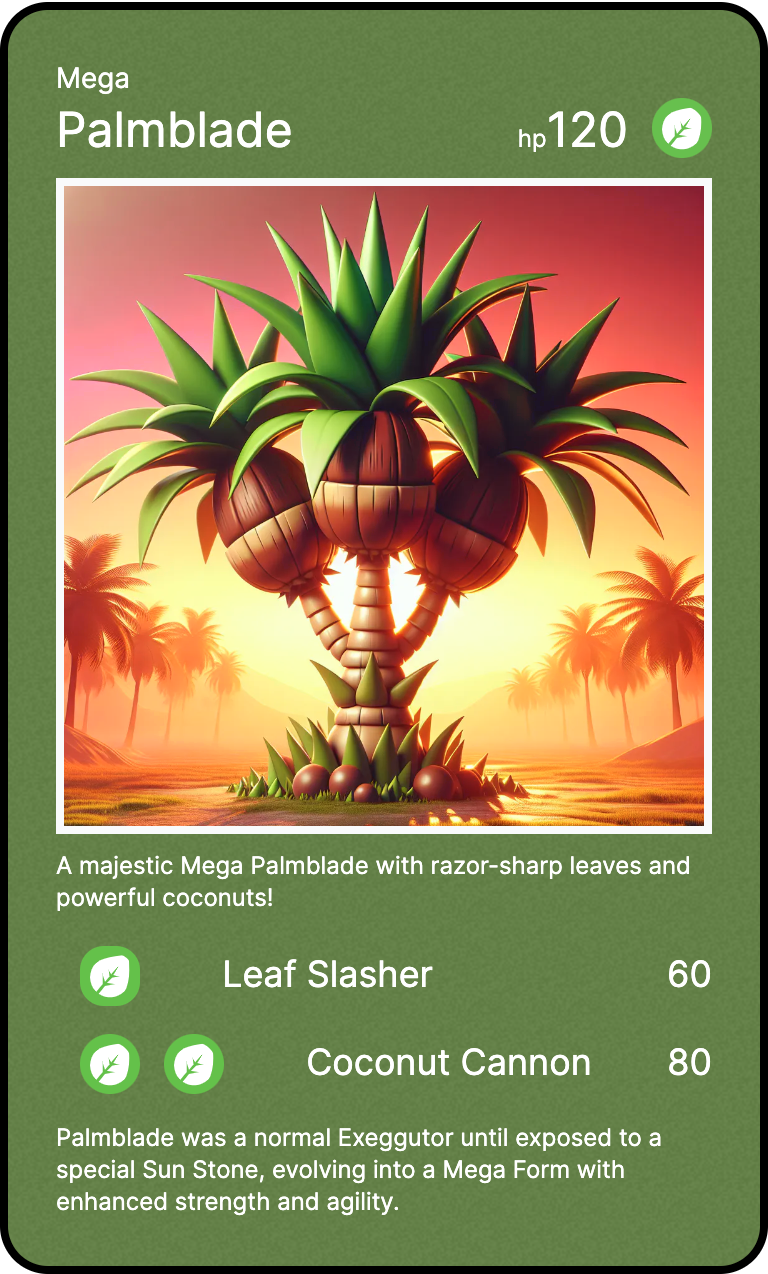 Mega
Palmblade hp120
A majestic Mega Palmblade with razor-sharp leaves and
powerful coconuts!
Leaf Slasher 60
Coconut Cannon 80
Palmblade was a normal Exeggutor until exposed to a
special Sun Stone, evolving into a Mega Form with
enhanced strength and agility.